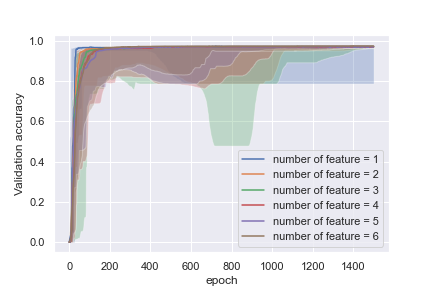 1.0
0.8
0.6
0.4
0.2
0.0
Validation accuracy
0 200 400 600 800 1000 1200 1400
epoch
number of feature = 1
number of feature = 2
number of feature = 3
number of feature = 4
number of feature = 5
number of feature = 6